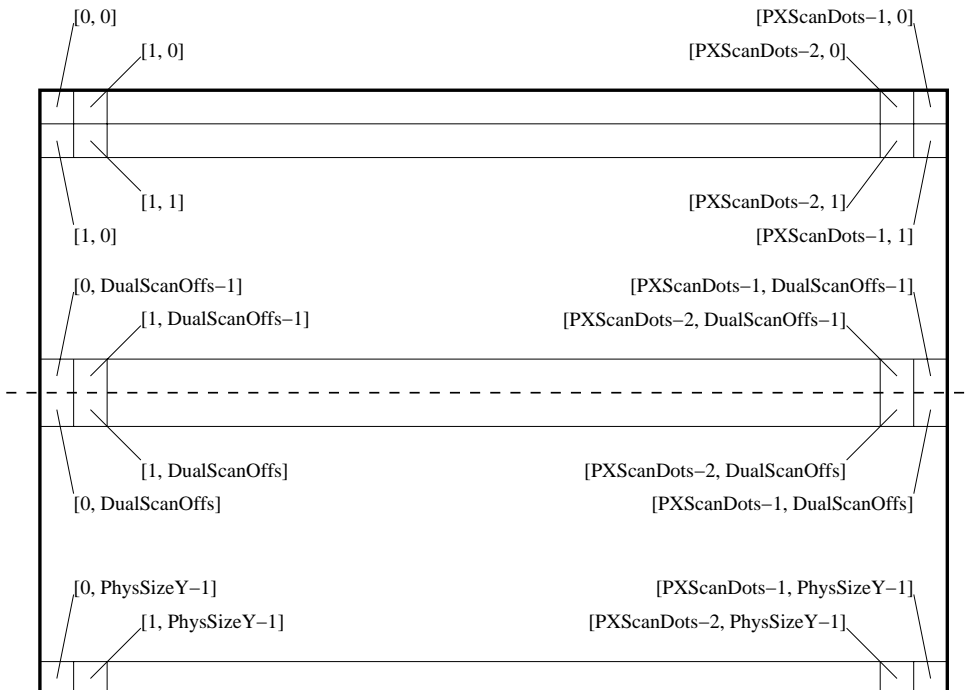 [0, 0] [PXScanDots−1, 0]
[1, 0] [PXScanDots−2, 0]
[1, 1] [PXScanDots−2, 1]
[1, 0] [PXScanDots−1, 1]
[0, DualScanOffs−1] [PXScanDots−1, DualScanOffs−1]
[1, DualScanOffs−1] [PXScanDots−2, DualScanOffs−1]
[1, DualScanOffs] [PXScanDots−2, DualScanOffs]
[0, DualScanOffs] [PXScanDots−1, DualScanOffs]
[0, PhysSizeY−1] [PXScanDots−1, PhysSizeY−1]
[1, PhysSizeY−1] [PXScanDots−2, PhysSizeY−1]